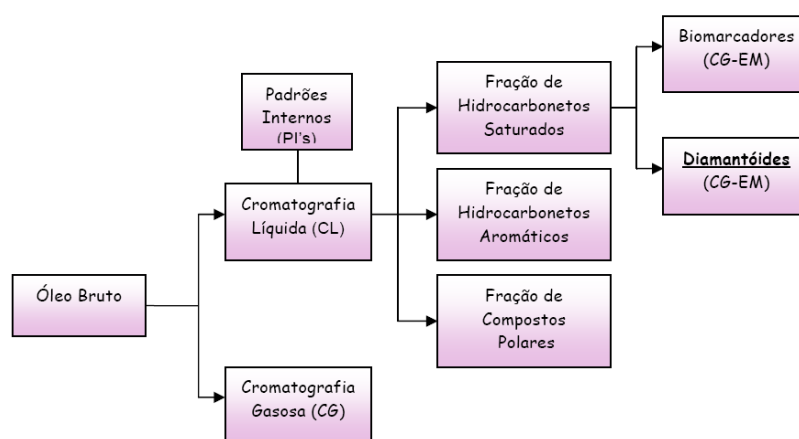 Óleo Bruto
Padrões
Internos
(PI's)
Cromatografia
Líquida (CL)
Cromatografia
Gasosa (CG)
Fração de
Hidrocarbonetos
Saturados
Fração de
Hidrocarbonetos
Aromáticos
Fração de
Compostos
Polares
Biomarcadores
(CG-EM)
Diamantóides
(CG-EM)